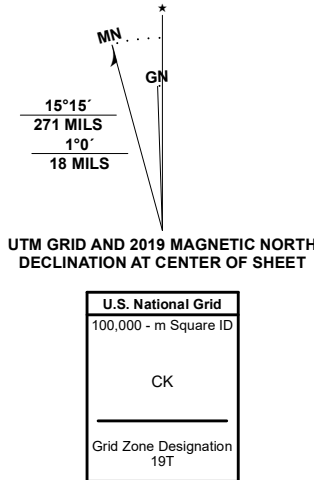 ★
MN
GN
15°15´
271 MILS
1°0´
18 MILS
UTM GRID AND 2019 MAGNETIC NORTH
DECLINATION AT CENTER OF SHEET
U.S. National Grid
100,000 - m Square ID
CK
Grid Zone Designation
19T